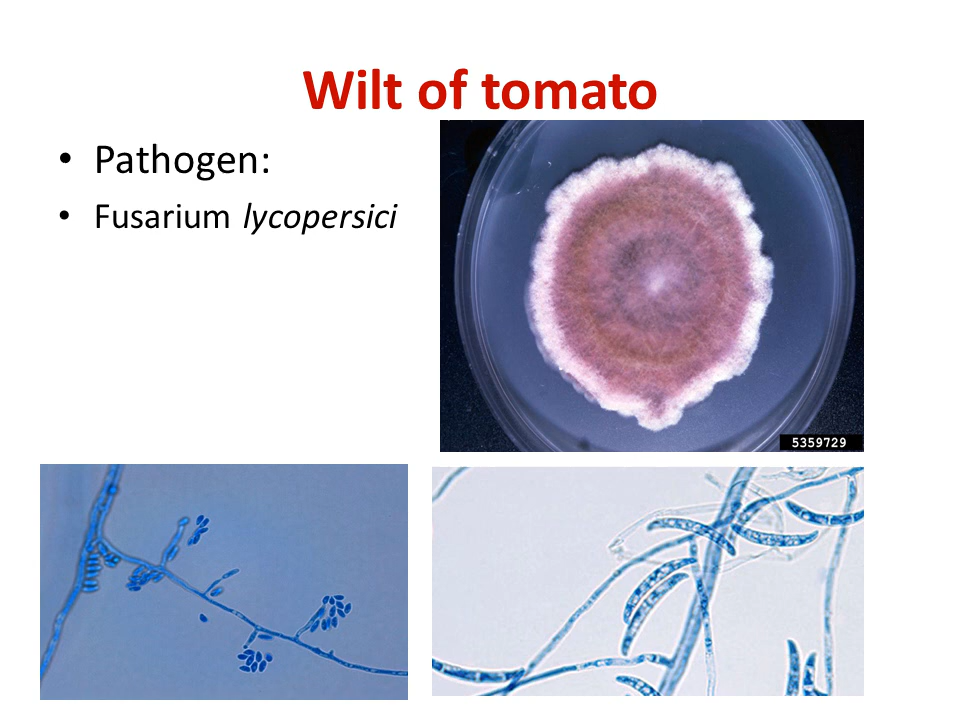 Wilt of tomato
• Pathogen:
• Fusarium lycopersici
5359729